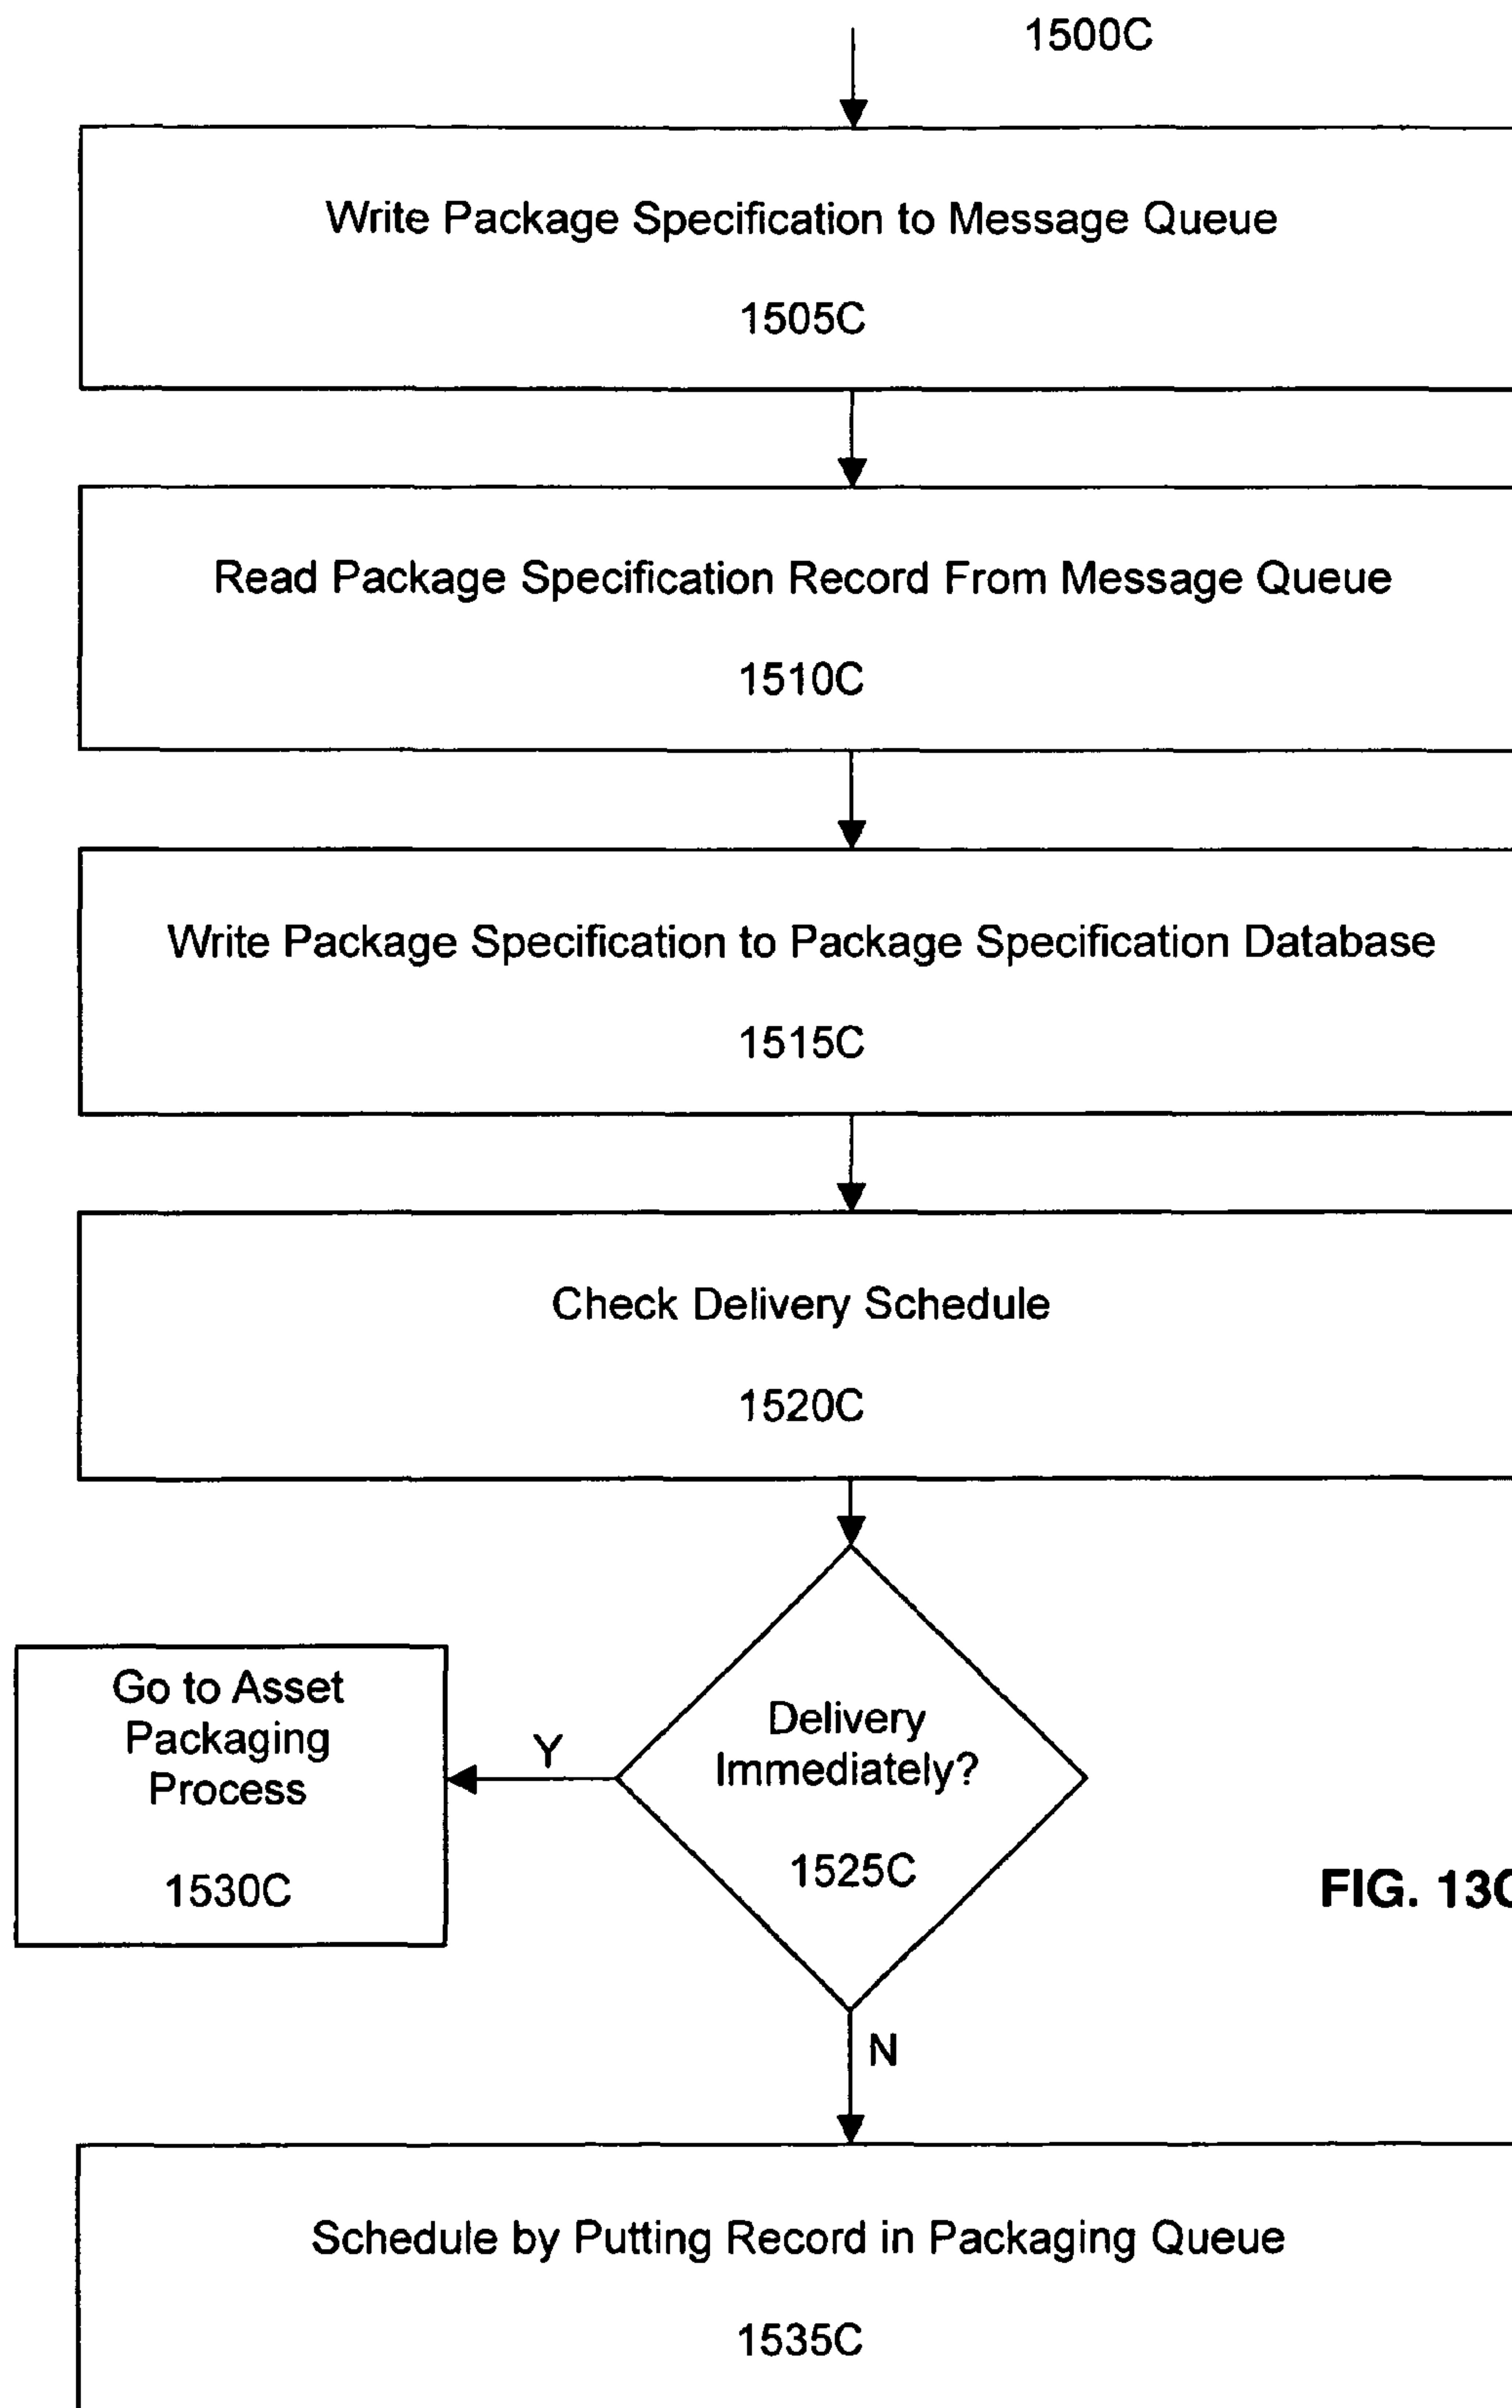 1500C
Write Package Specification to Message Queue
1505C
Read Package Specification Record From Message Queue
1510C
Write Package Specification to Package Specification Database
1515C
Check Delivery Schedule
1520C
Go to Asset
Packaging
Process
1530C
Y
Delivery
Immediately?
1525C
FIG. 13C
N
Schedule by Putting Record in Packaging Queue
1535C